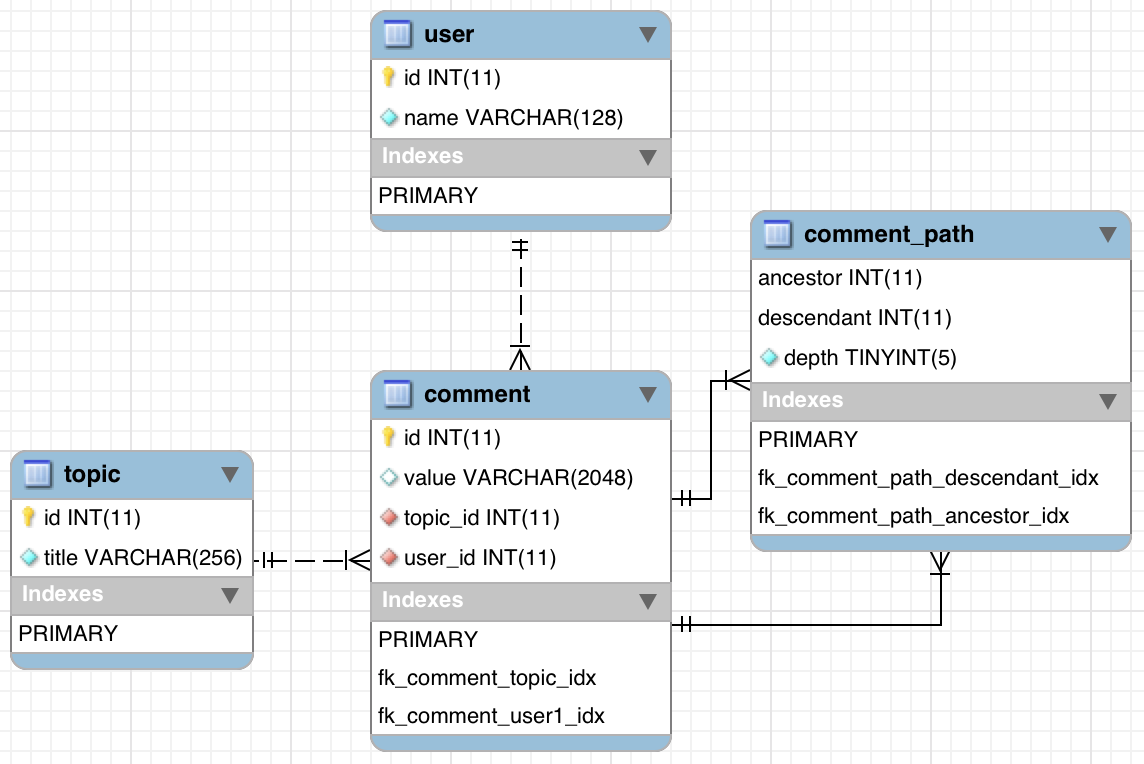 user
id INT(11)
name VARCHAR(128)
Indexes
PRIMARY
comment_path
ancestor INT(11)
descendant INT(11)
depth TINYINT(5)
Indexes
PRIMARY
fk_comment_path_descendant_idx
fk_comment_path_ancestor_idx
comment
id INT(11)
value VARCHAR(2048)
topic_id INT(11)
user_id INT(11)
Indexes
PRIMARY
fk_comment_topic_idx
fk_comment_user1_idx
topic
id INT(11)
title VARCHAR(256)
Indexes
PRIMARY